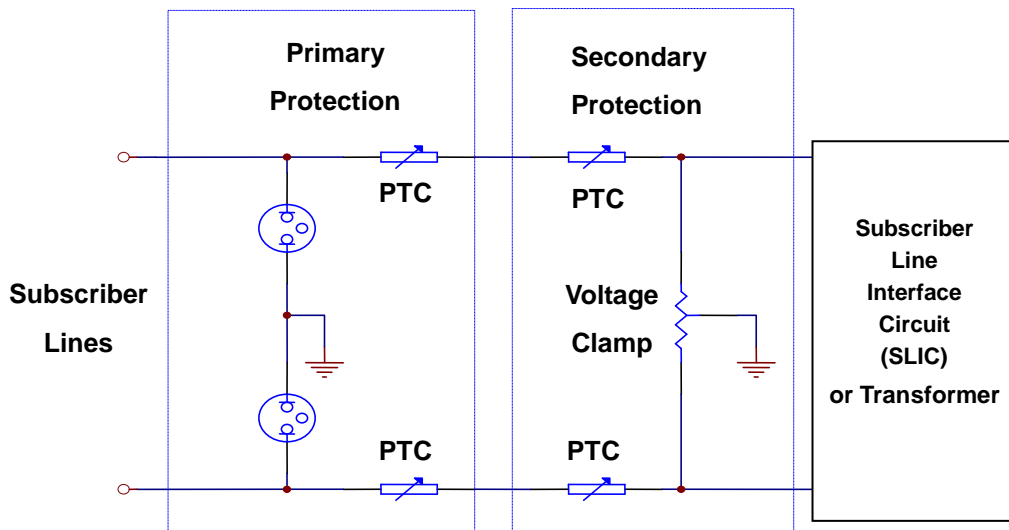 Primary
Protection
Secondary
Protection
PTC
PTC
Subscriber
Lines
Voltage
Clamp
Subscriber
Line
Interface
Circuit
(SLIC)
or Transformer
PTC
PTC